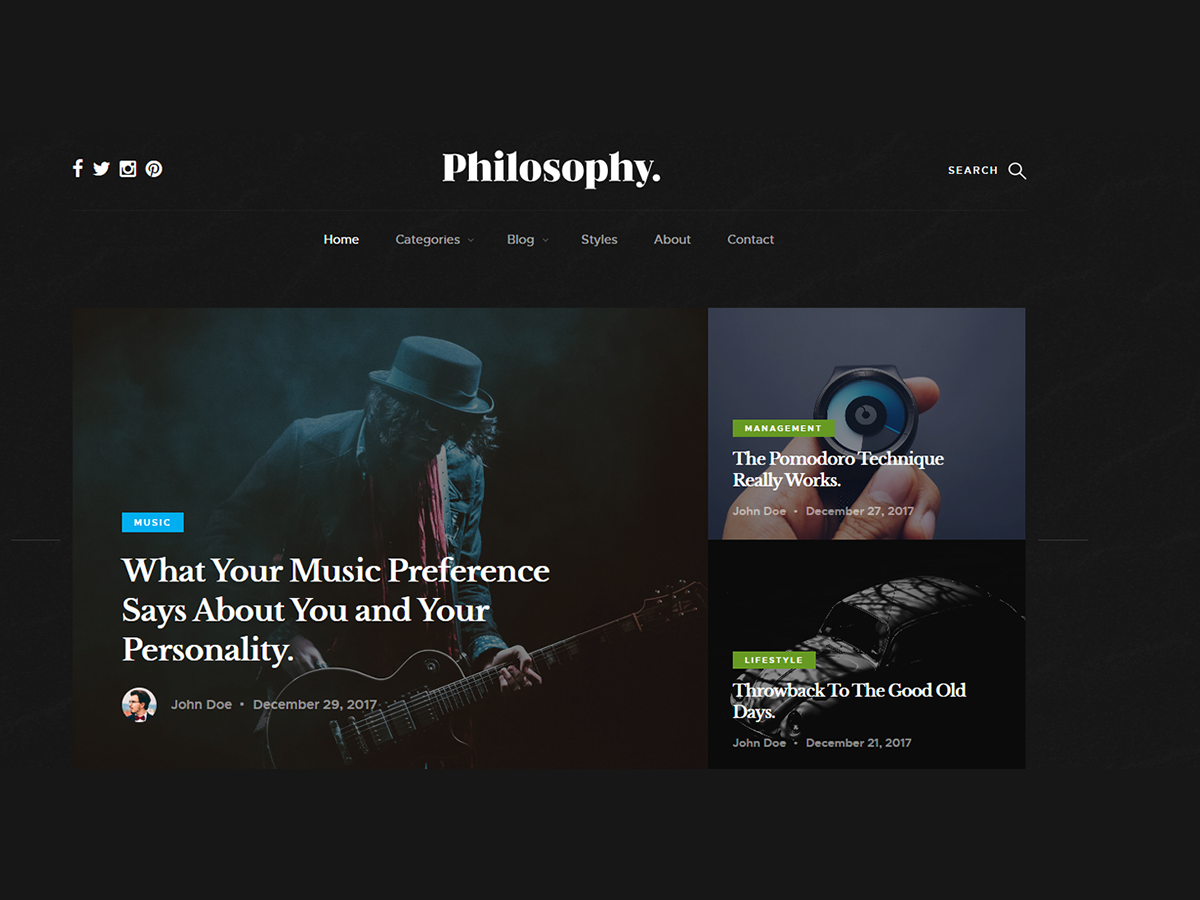 Philosophy.
SEARCH
Home Categories Blog Styles About Contact
MUSIC
What Your Music Preference
Says About You and Your
Personality.
John Doe • December 29, 2017
MANAGEMENT
The Pomodoro Technique
Really Works.
John Doe • December 27, 2017
LIFESTYLE
Throwback To The Good Old
Days.
John Doe • December 21, 2017